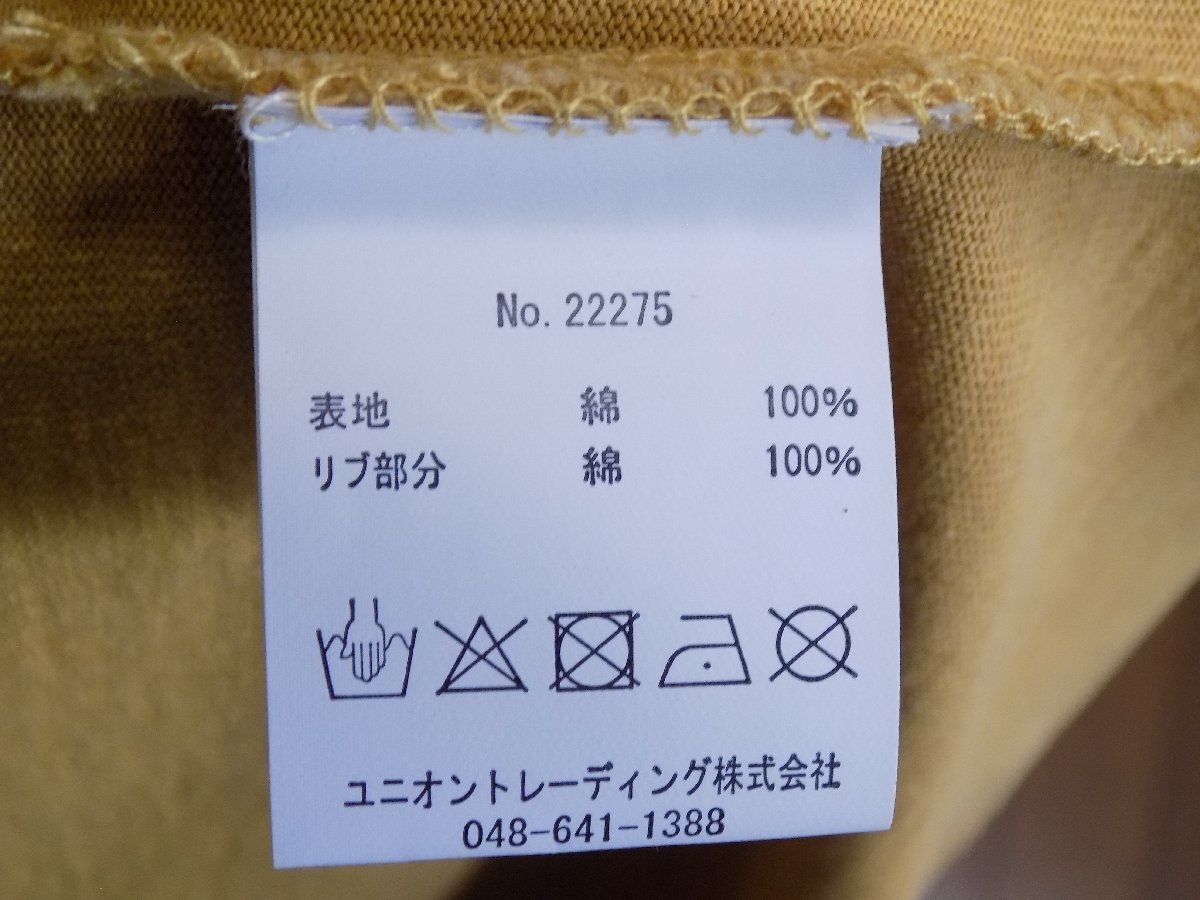 No. 22275
表地 綿 100%
リブ部分 綿 100%
ユニオントレーディング株式会社
048-641-1388